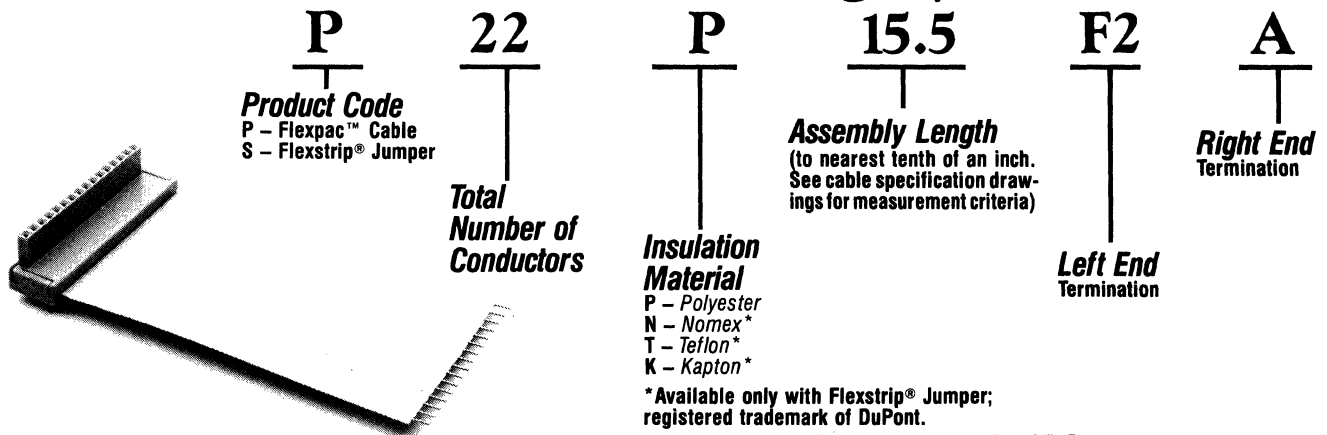 P 22 P 15.5 F2 A
Product Code
P – Flexpac™ Cable
S – Flexstrip® Jumper
Total
Number of
Conductors
Insulation
Material
P – Polyester
N – Nomex*
T – Teflon*
K – Kapton*
*Available only with Flexstrip® Jumper;
registered trademark of DuPont.
Assembly Length
(to nearest tenth of an inch.
See cable specification draw-
ings for measurement criteria)
Left End
Termination
Right End
Termination